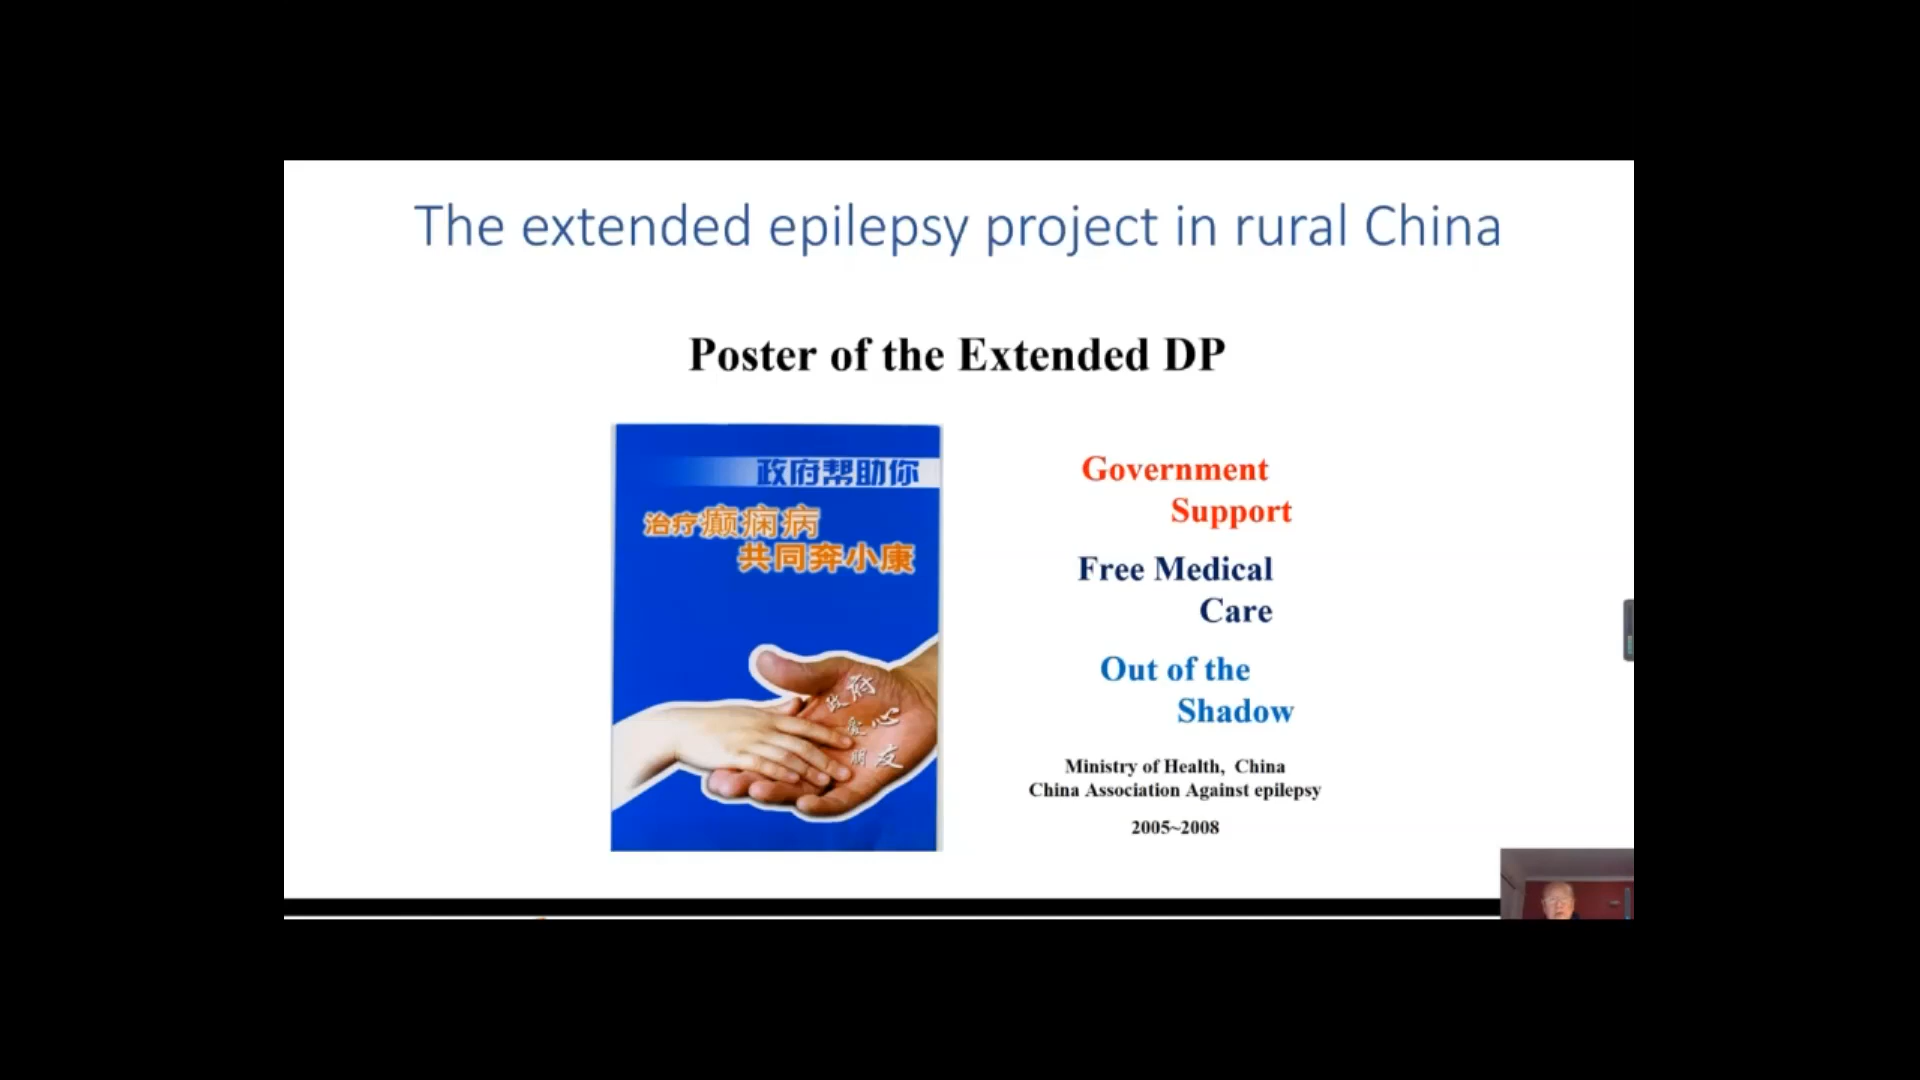 The extended epilepsy project in rural China
Poster of the Extended DP
政府帮助你
治疗癫痫病
共同奔小康
政府
爱心
朋友
Government
Support
Free Medical
Care
Out of the
Shadow
Ministry of Health, China
China Association Against epilepsy
2005~2008